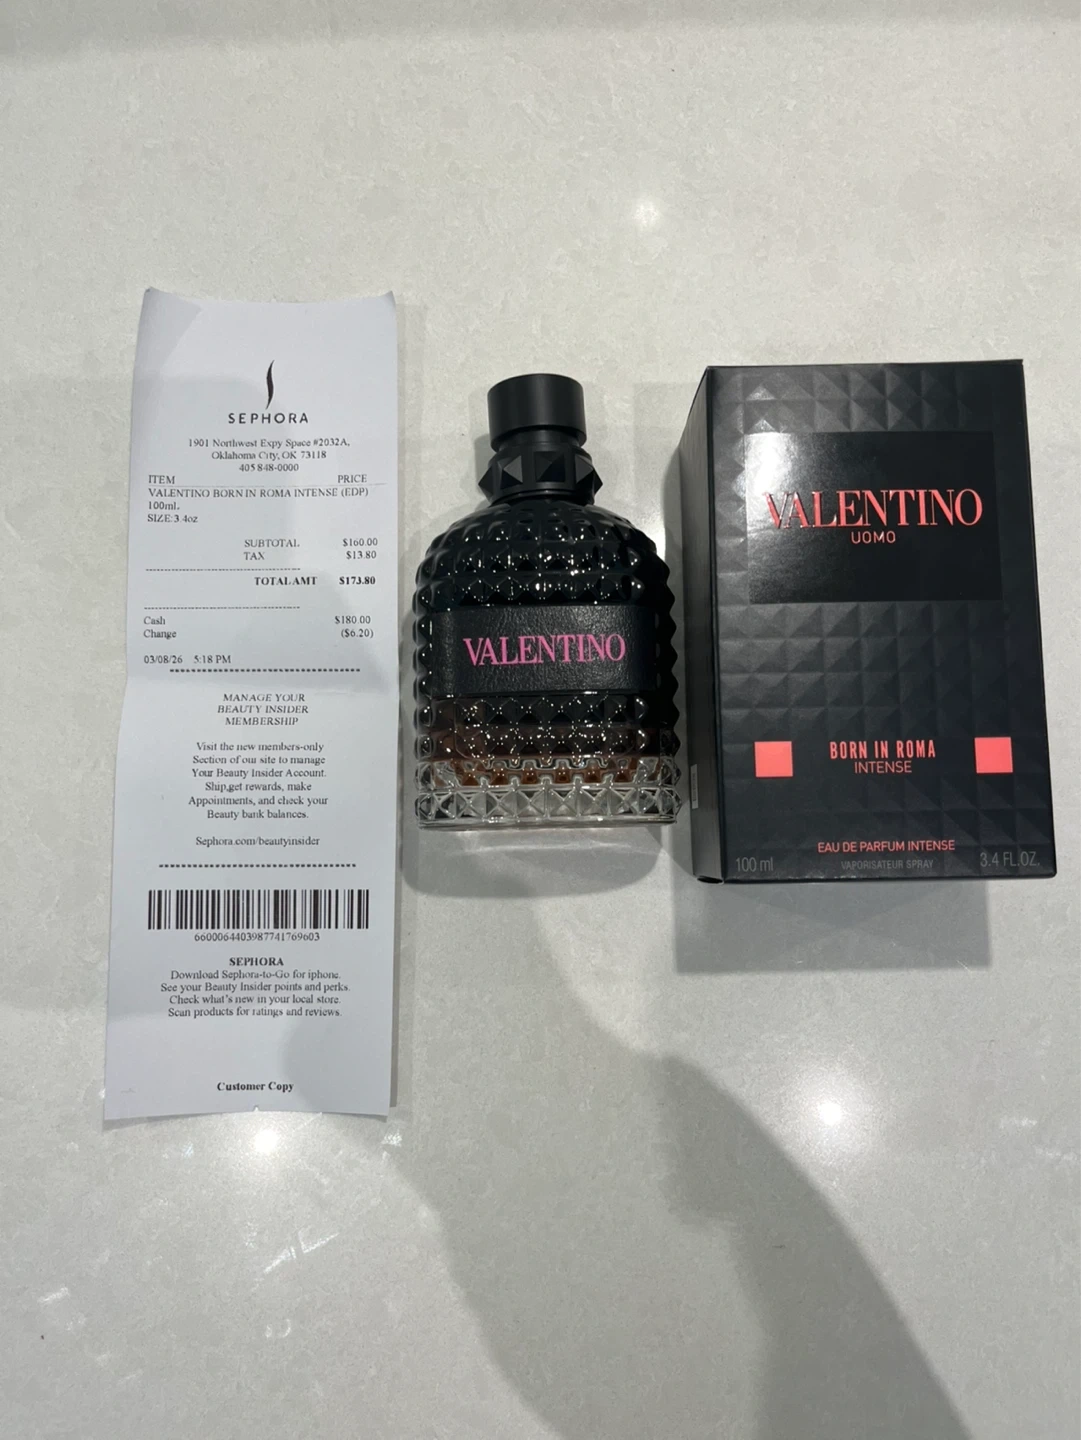 SEPHORA
1901 Northwest Expy Space #2032A,
Oklahoma City, OK 73118
405 848-0000
ITEM PRICE
VALENTINO BORN IN ROMA INTENSE (EDP)
100ml.
SIZE:3.4oz
SUBTOTAL $160.00
TAX $13.80
TOTAL AMT $173.80
Cash $180.00
Change ($6.20)
03/08/26 5:18 PM
MANAGE YOUR
BEAUTY INSIDER
MEMBERSHIP
Visit the new members-only
Section of our site to manage
Your Beauty Insider Account.
Ship,get rewards, make
Appointments, and check your
Beauty bank balances.
Sephora.com/beautyinsider
6600064403987741769603
SEPHORA
Download Sephora-to-Go for iphone.
See your Beauty Insider points and perks.
Check what's new in your local store.
Scan products for ratings and reviews.
Customer Copy
VALENTINO
VALENTINO
UOMO
BORN IN ROMA
INTENSE
EAU DE PARFUM INTENSE
100 ml VAPORISATEUR SPRAY 3.4 FL.OZ.